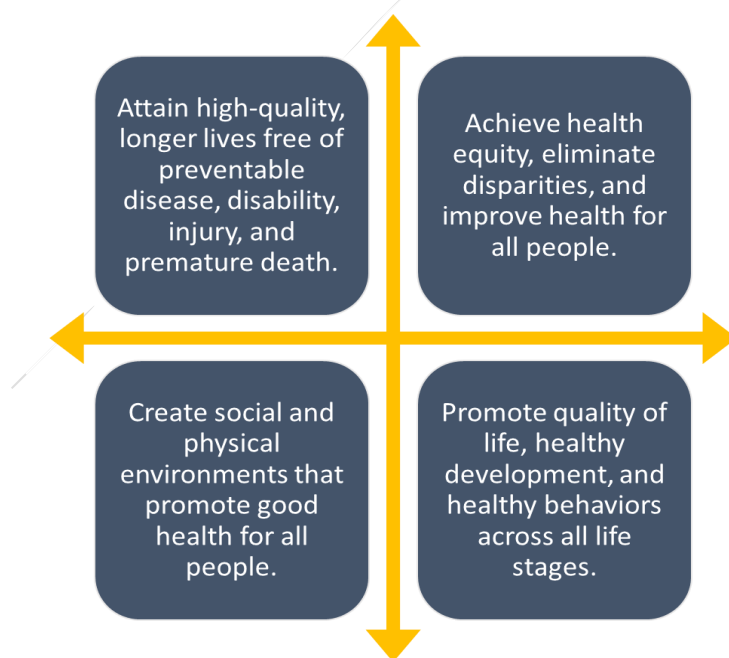 Attain high-quality,
longer lives free of
preventable
disease, disability,
injury, and
premature death.
Achieve health
equity, eliminate
disparities, and
improve health for
all people.
Create social and
physical
environments that
promote good
health for all
people.
Promote quality of
life, healthy
development, and
healthy behaviors
across all life
stages.